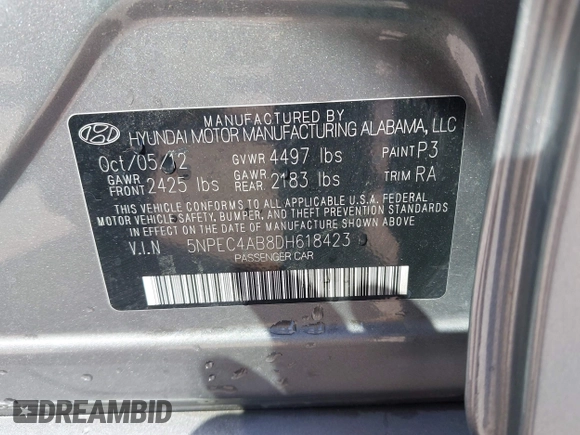 MANUFACTURED BY
HYUNDAI MOTOR MANUFACTURING ALABAMA, LLC
Oct/05/12 GVWR 4497 lbs PAINT P3
GAWR FRONT 2425 lbs GAWR REAR 2183 lbs TRIM RA
THIS VEHICLE CONFORMS TO ALL APPLICABLE U.S.A. FEDERAL
MOTOR VEHICLE SAFETY, BUMPER, AND THEFT PREVENTION STANDARDS
IN EFFECT ON THE DATE OF MANUFACTURE SHOWN ABOVE
V.I.N 5NPEC4AB8DH618423
PASSENGER CAR
DREAMBID